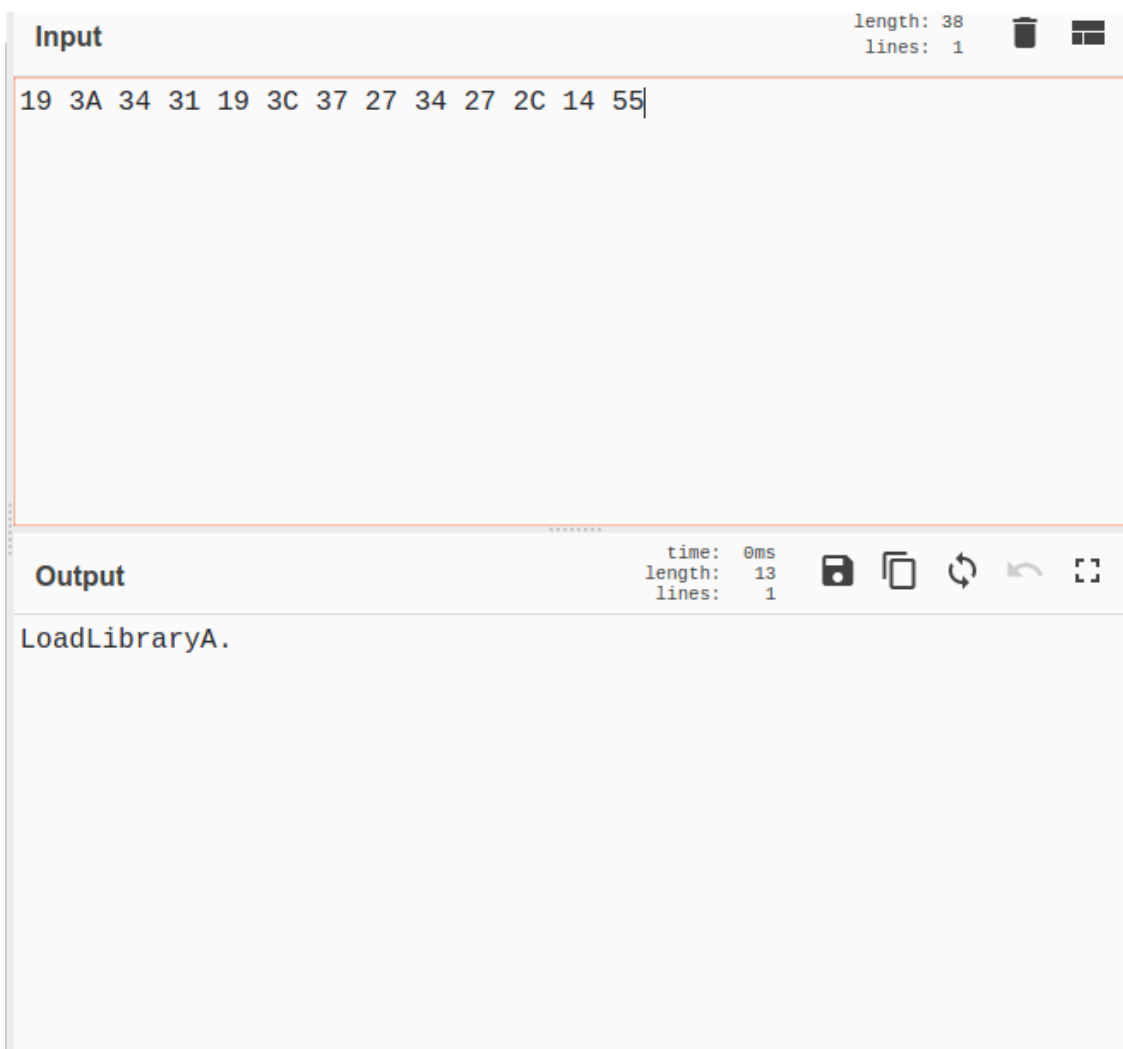 Input
length: 38
lines: 1
19 3A 34 31 19 3C 37 27 34 27 2C 14 55
Output
time: 0ms
length: 13
lines: 1
LoadLibraryA.